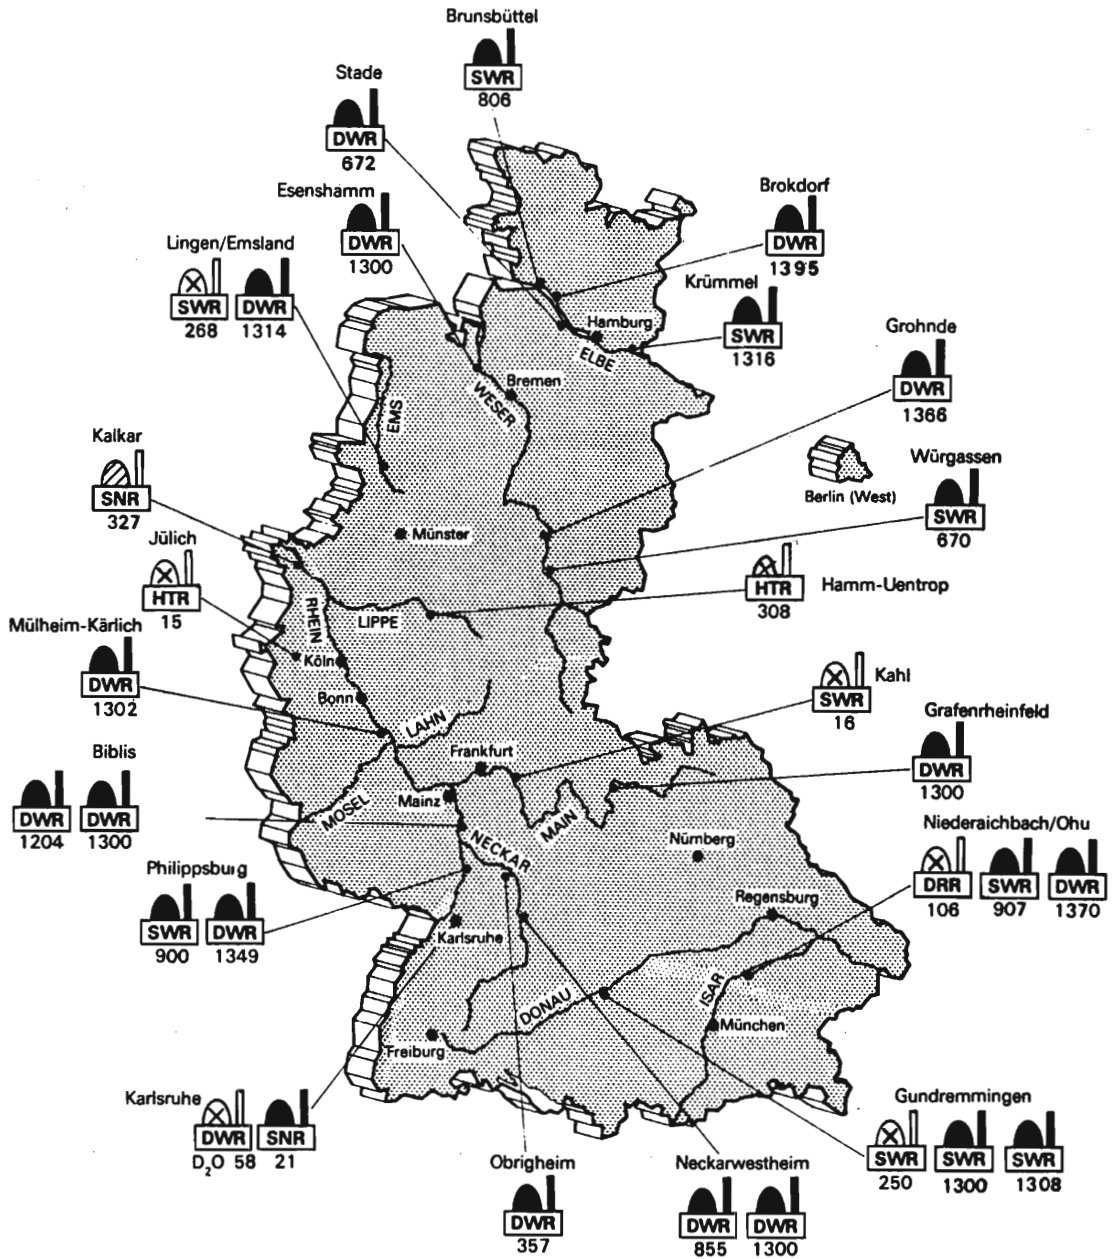 Brunsbüttel
SWR
806
Stade
DWR
672
Esenshamm
DWR
1300
Brokdorf
DWR
1395
Lingen/Emsland
SWR DWR
268 1314
Krümmel
SWR
1316
Hamburg
ELBE
Grohnde
DWR
1366
Bremen
WESER
EMS
Kalkar
SNR
327
Berlin (West)
Würgassen
SWR
670
Münster
Jülich
HTR
15
HTR
308
Hamm-Uentrop
RHEIN
LIPPE
Mülheim-Kärlich
DWR
1302
Köln
Bonn
Kahl
SWR
16
LAHN
Grafenrheinfeld
DWR
1300
Frankfurt
Biblis
DWR DWR
1204 1300
Mainz
MOSEL
MAIN
NECKAR
Nürnberg
Niederaichbach/Ohu
DRR SWR DWR
106 907 1370
Philippsburg
SWR DWR
900 1349
Regensburg
Karlsruhe
DONAU
ISAR
München
Freiburg
Karlsruhe
DWR SNR
D₂O 58 21
Gundremmingen
SWR SWR SWR
250 1300 1308
Obrigheim
DWR
357
Neckarwestheim
DWR DWR
855 1300